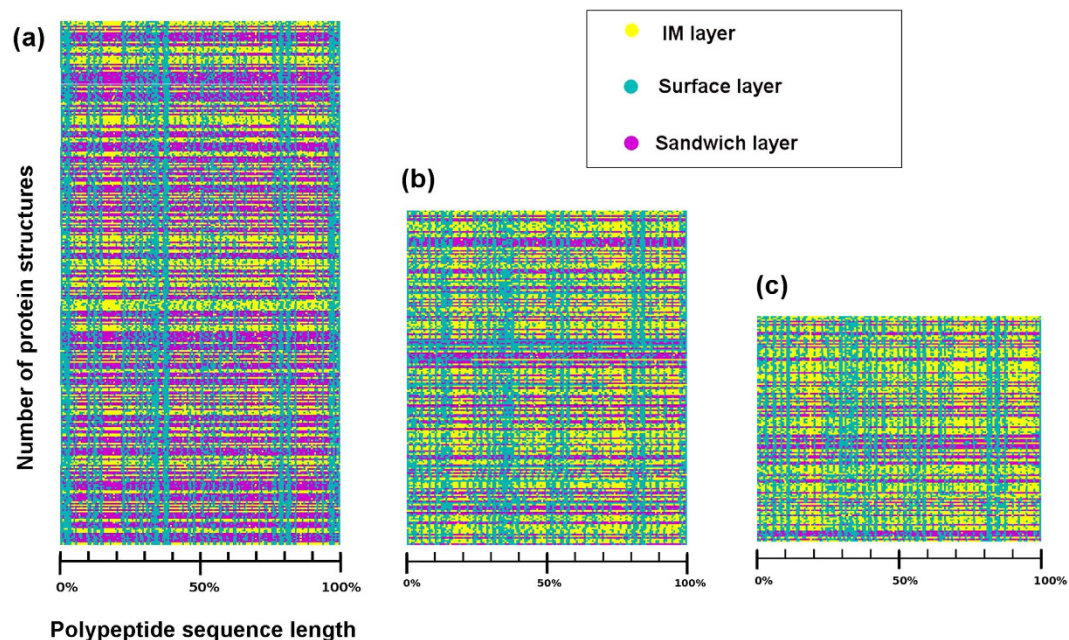 (a)
IM layer
Surface layer
Sandwich layer
(b)
(c)
Number of protein structures
0% 50% 100%
0% 50% 100%
0% 50% 100%
Polypeptide sequence length